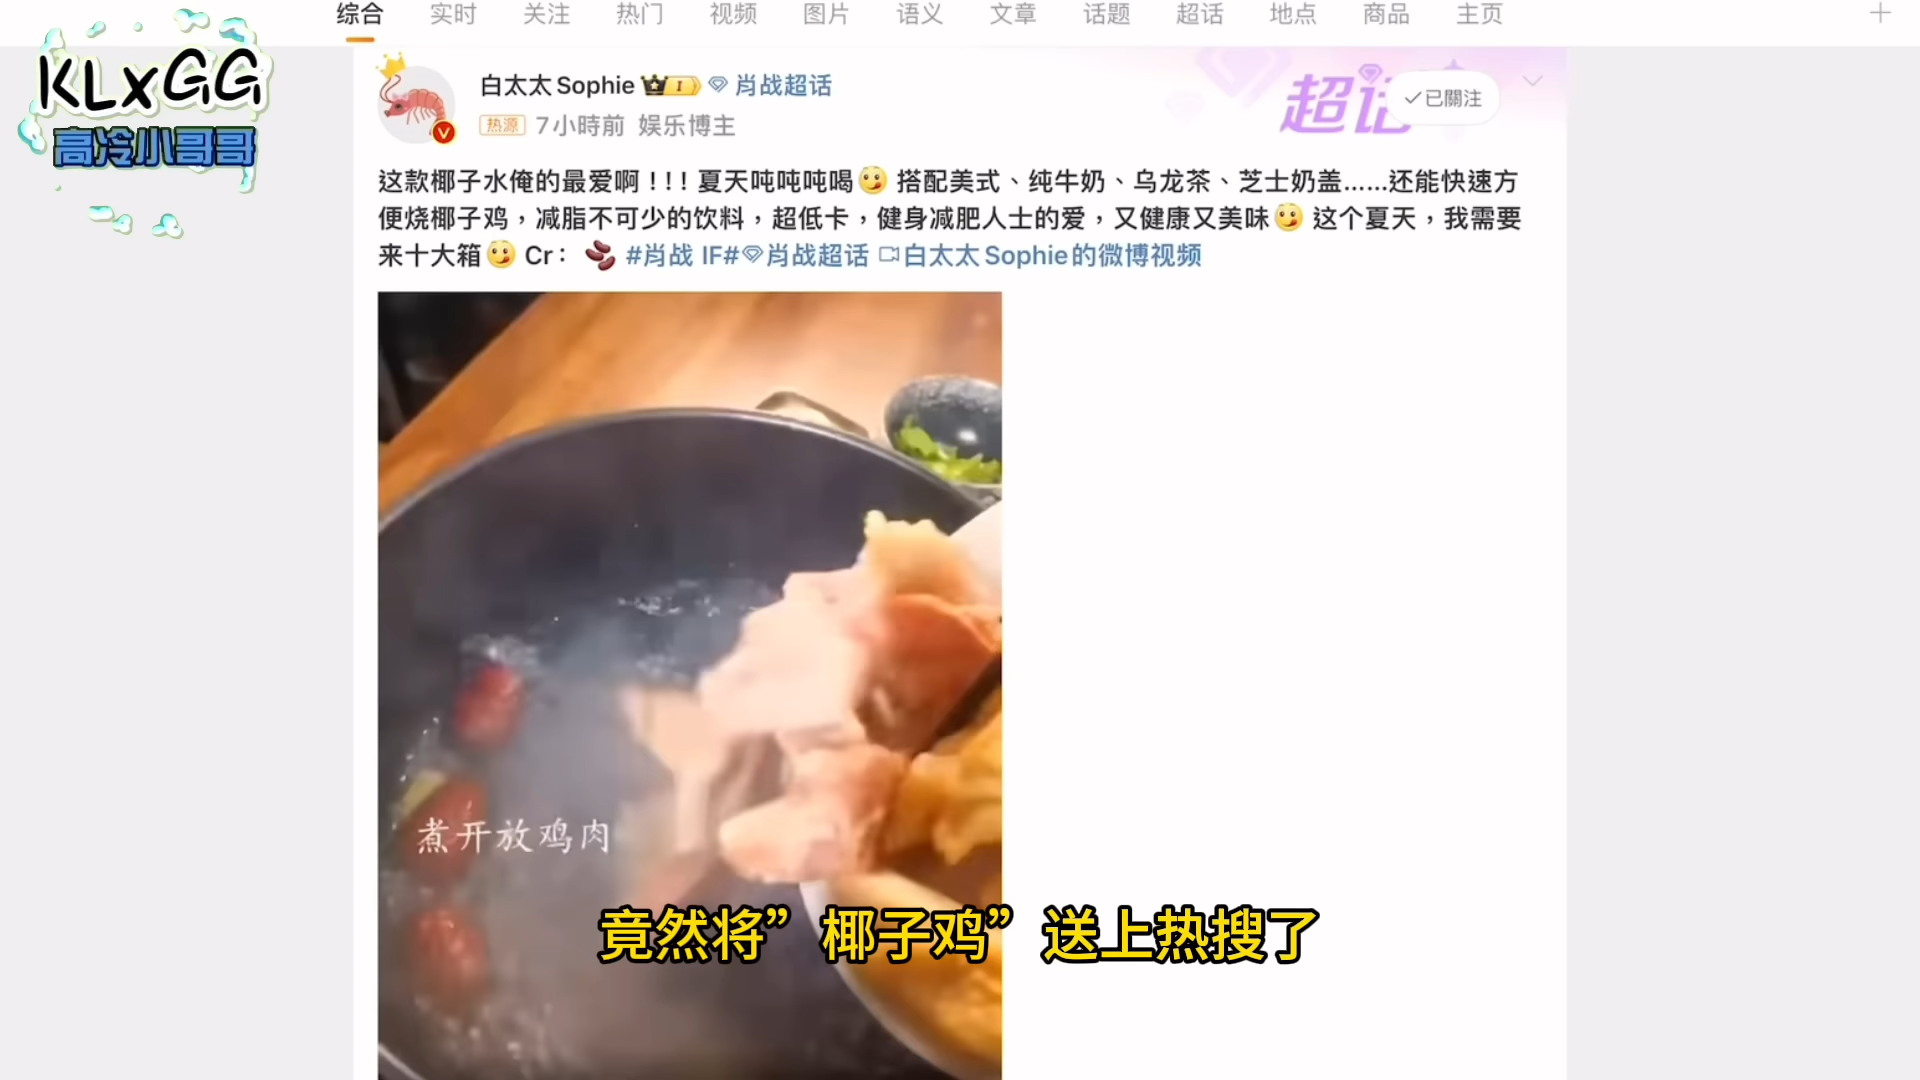 综合 实时 关注 热门 视频 图片 语义 文章 话题 超话 地点 商品 主页
KLxGG
高冷小哥哥
白太太Sophie I 肖战超话
热源 7小時前 娱乐博主
超话 已關注
这款椰子水俺的最爱啊!!!夏天吨吨吨喝😋 搭配美式、纯牛奶、乌龙茶、芝士奶盖......还能快速方
便烧椰子鸡,减脂不可少的饮料,超低卡,健身减肥人士的爱,又健康又美味😋 这个夏天,我需要
来十大箱😋 Cr: 🫘 #肖战 IF# 肖战超话 白太太Sophie的微博视频
煮开放鸡肉
竟然将”椰子鸡”送上热搜了